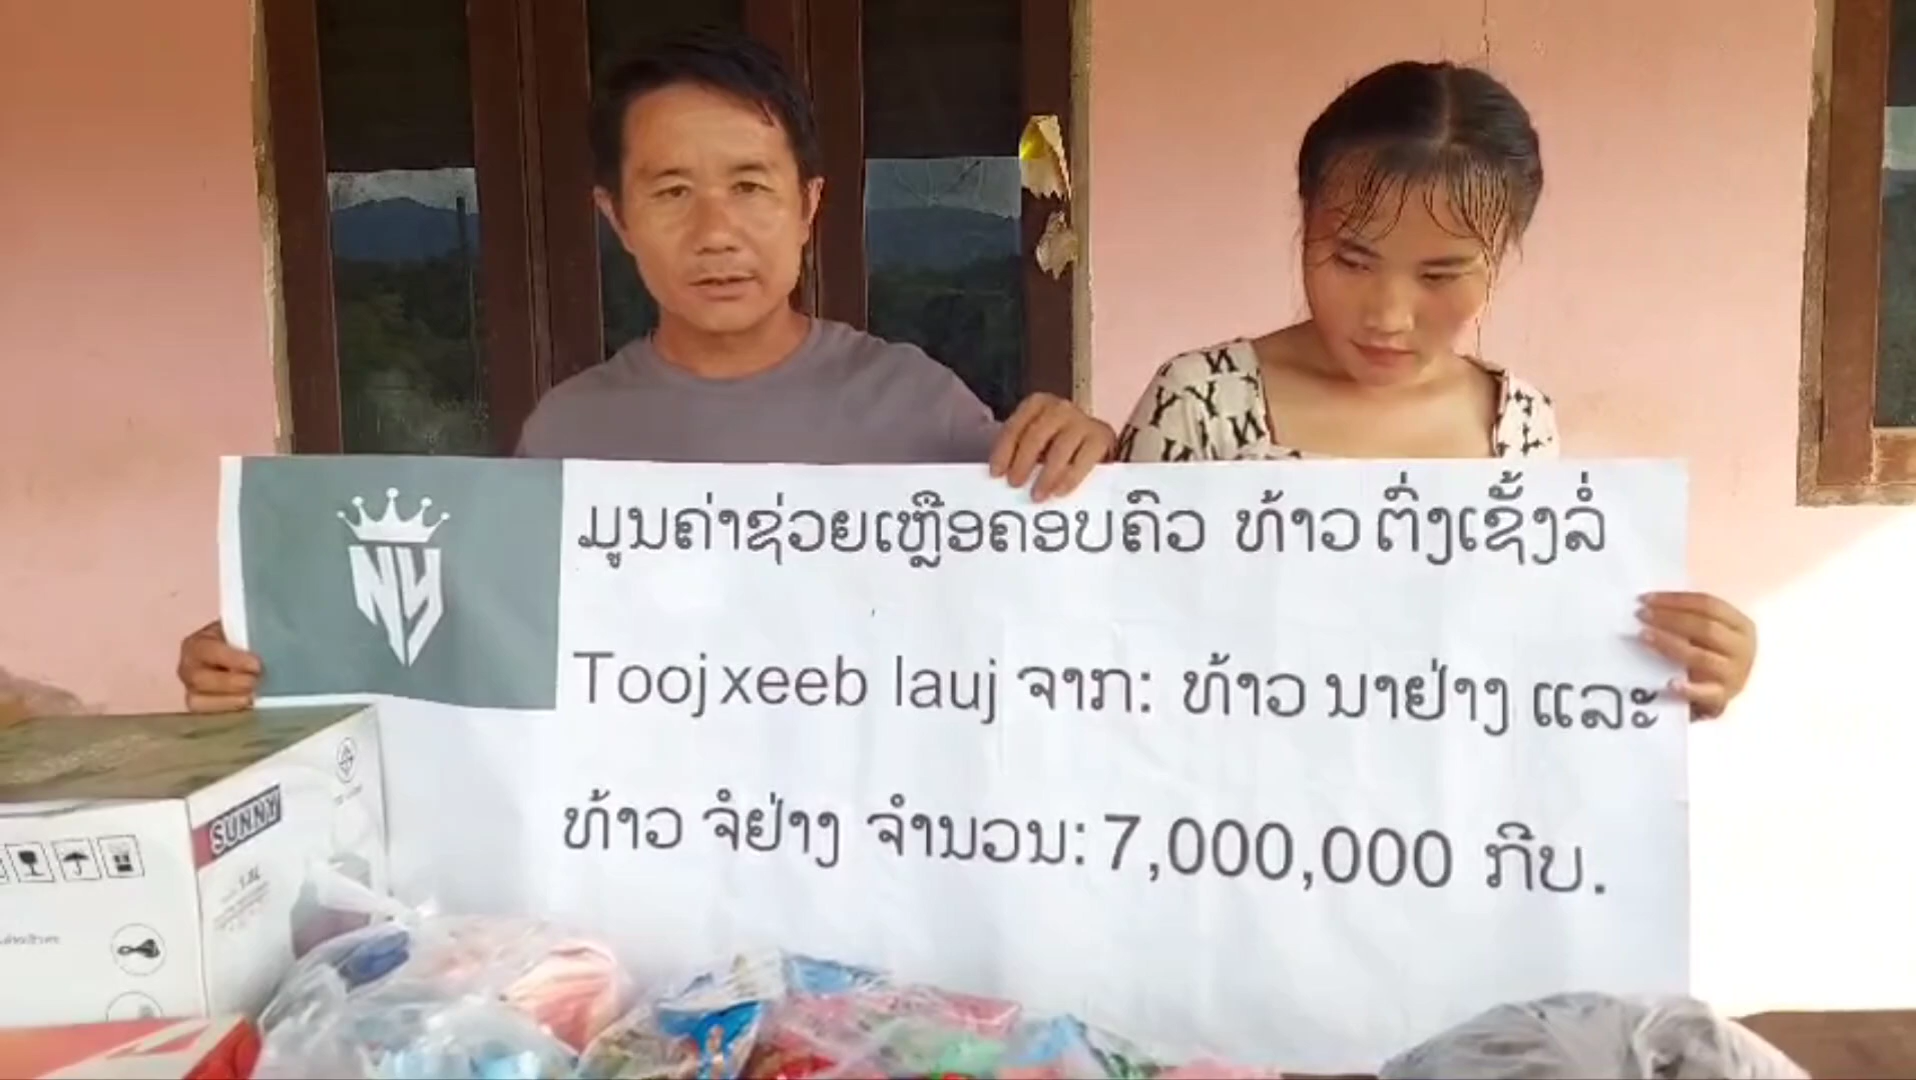 NY
ມູນຄ່າຊ່ວຍເຫຼືອຄອບຄົວ ທ້າວ ຕົ່ງເຊັ້ງລໍ່
Tooj xeeb lauj ຈາກ: ທ້າວ ນາຢ່າງ ແລະ
ທ້າວ ຈໍຢ່າງ ຈຳນວນ: 7,000,000 ກີບ.
SUNNY